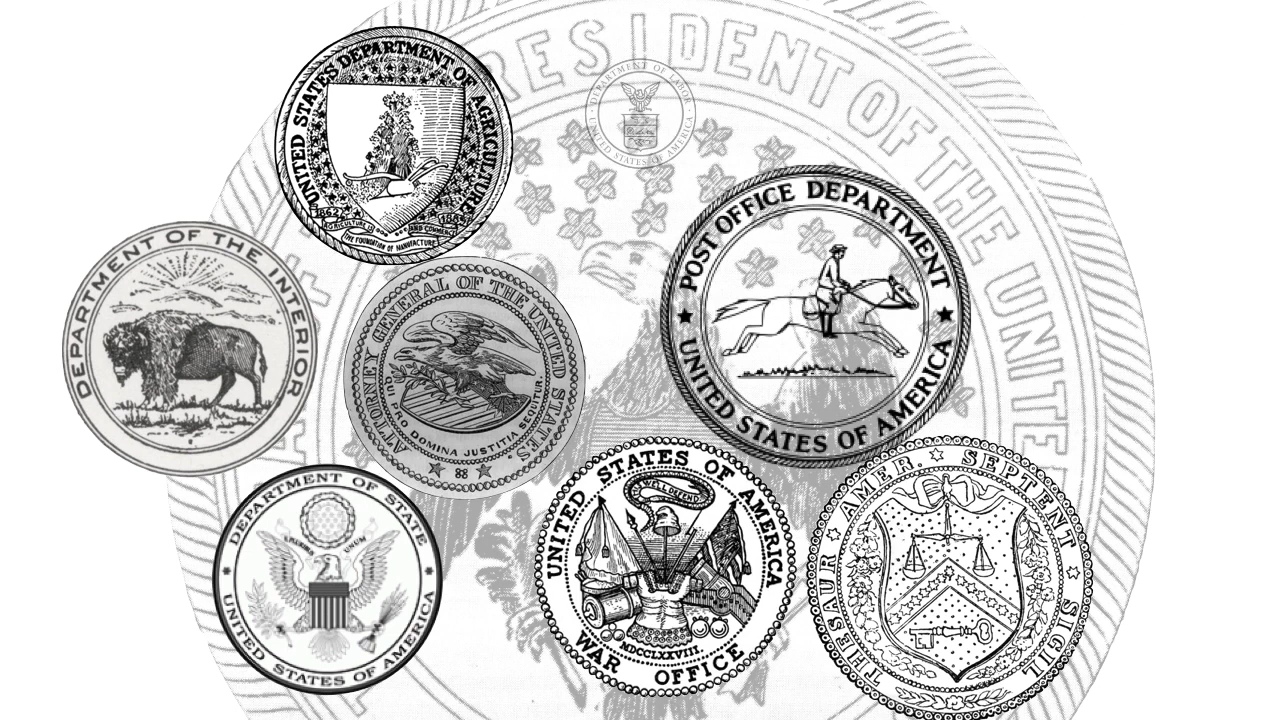 PRESIDENT OF THE UNITED
UNITED STATES DEPARTMENT OF AGRICULTURE
1862
AGRICULTURE IS
THE FOUNDATION OF MANUFACTURE
AND COMMERCE
DEPARTMENT OF LABOR
UNITED STATES OF AMERICA
POST OFFICE DEPARTMENT
UNITED STATES OF AMERICA
DEPARTMENT OF THE INTERIOR
ATTORNEY GENERAL OF THE UNITED STATES
QUI PRO DOMINA JUSTITIA SEQUITUR
DEPARTMENT OF STATE
UNUM
UNITED STATES OF AMERICA
UNITED STATES OF AMERICA
WE'LL DEFEND
MDCCLXXVIII
WAR OFFICE
THESAUR. AMER. SEPTENT. SIGIL.